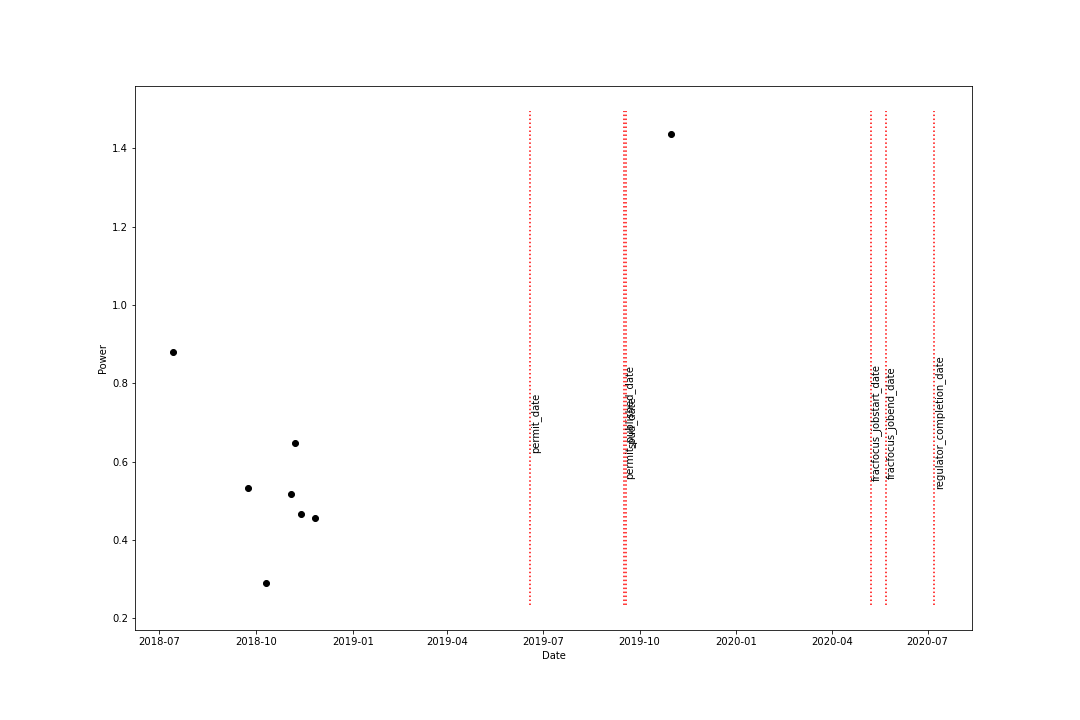 1.4
1.2
1.0
0.8
0.6
0.4
0.2
Power
permit_date
permit_published_date
spud_date
fracfocus_jobstart_date
fracfocus_jobend_date
regulator_completion_date
2018-07
2018-10
2019-01
2019-04
2019-07
2019-10
2020-01
2020-04
2020-07
Date